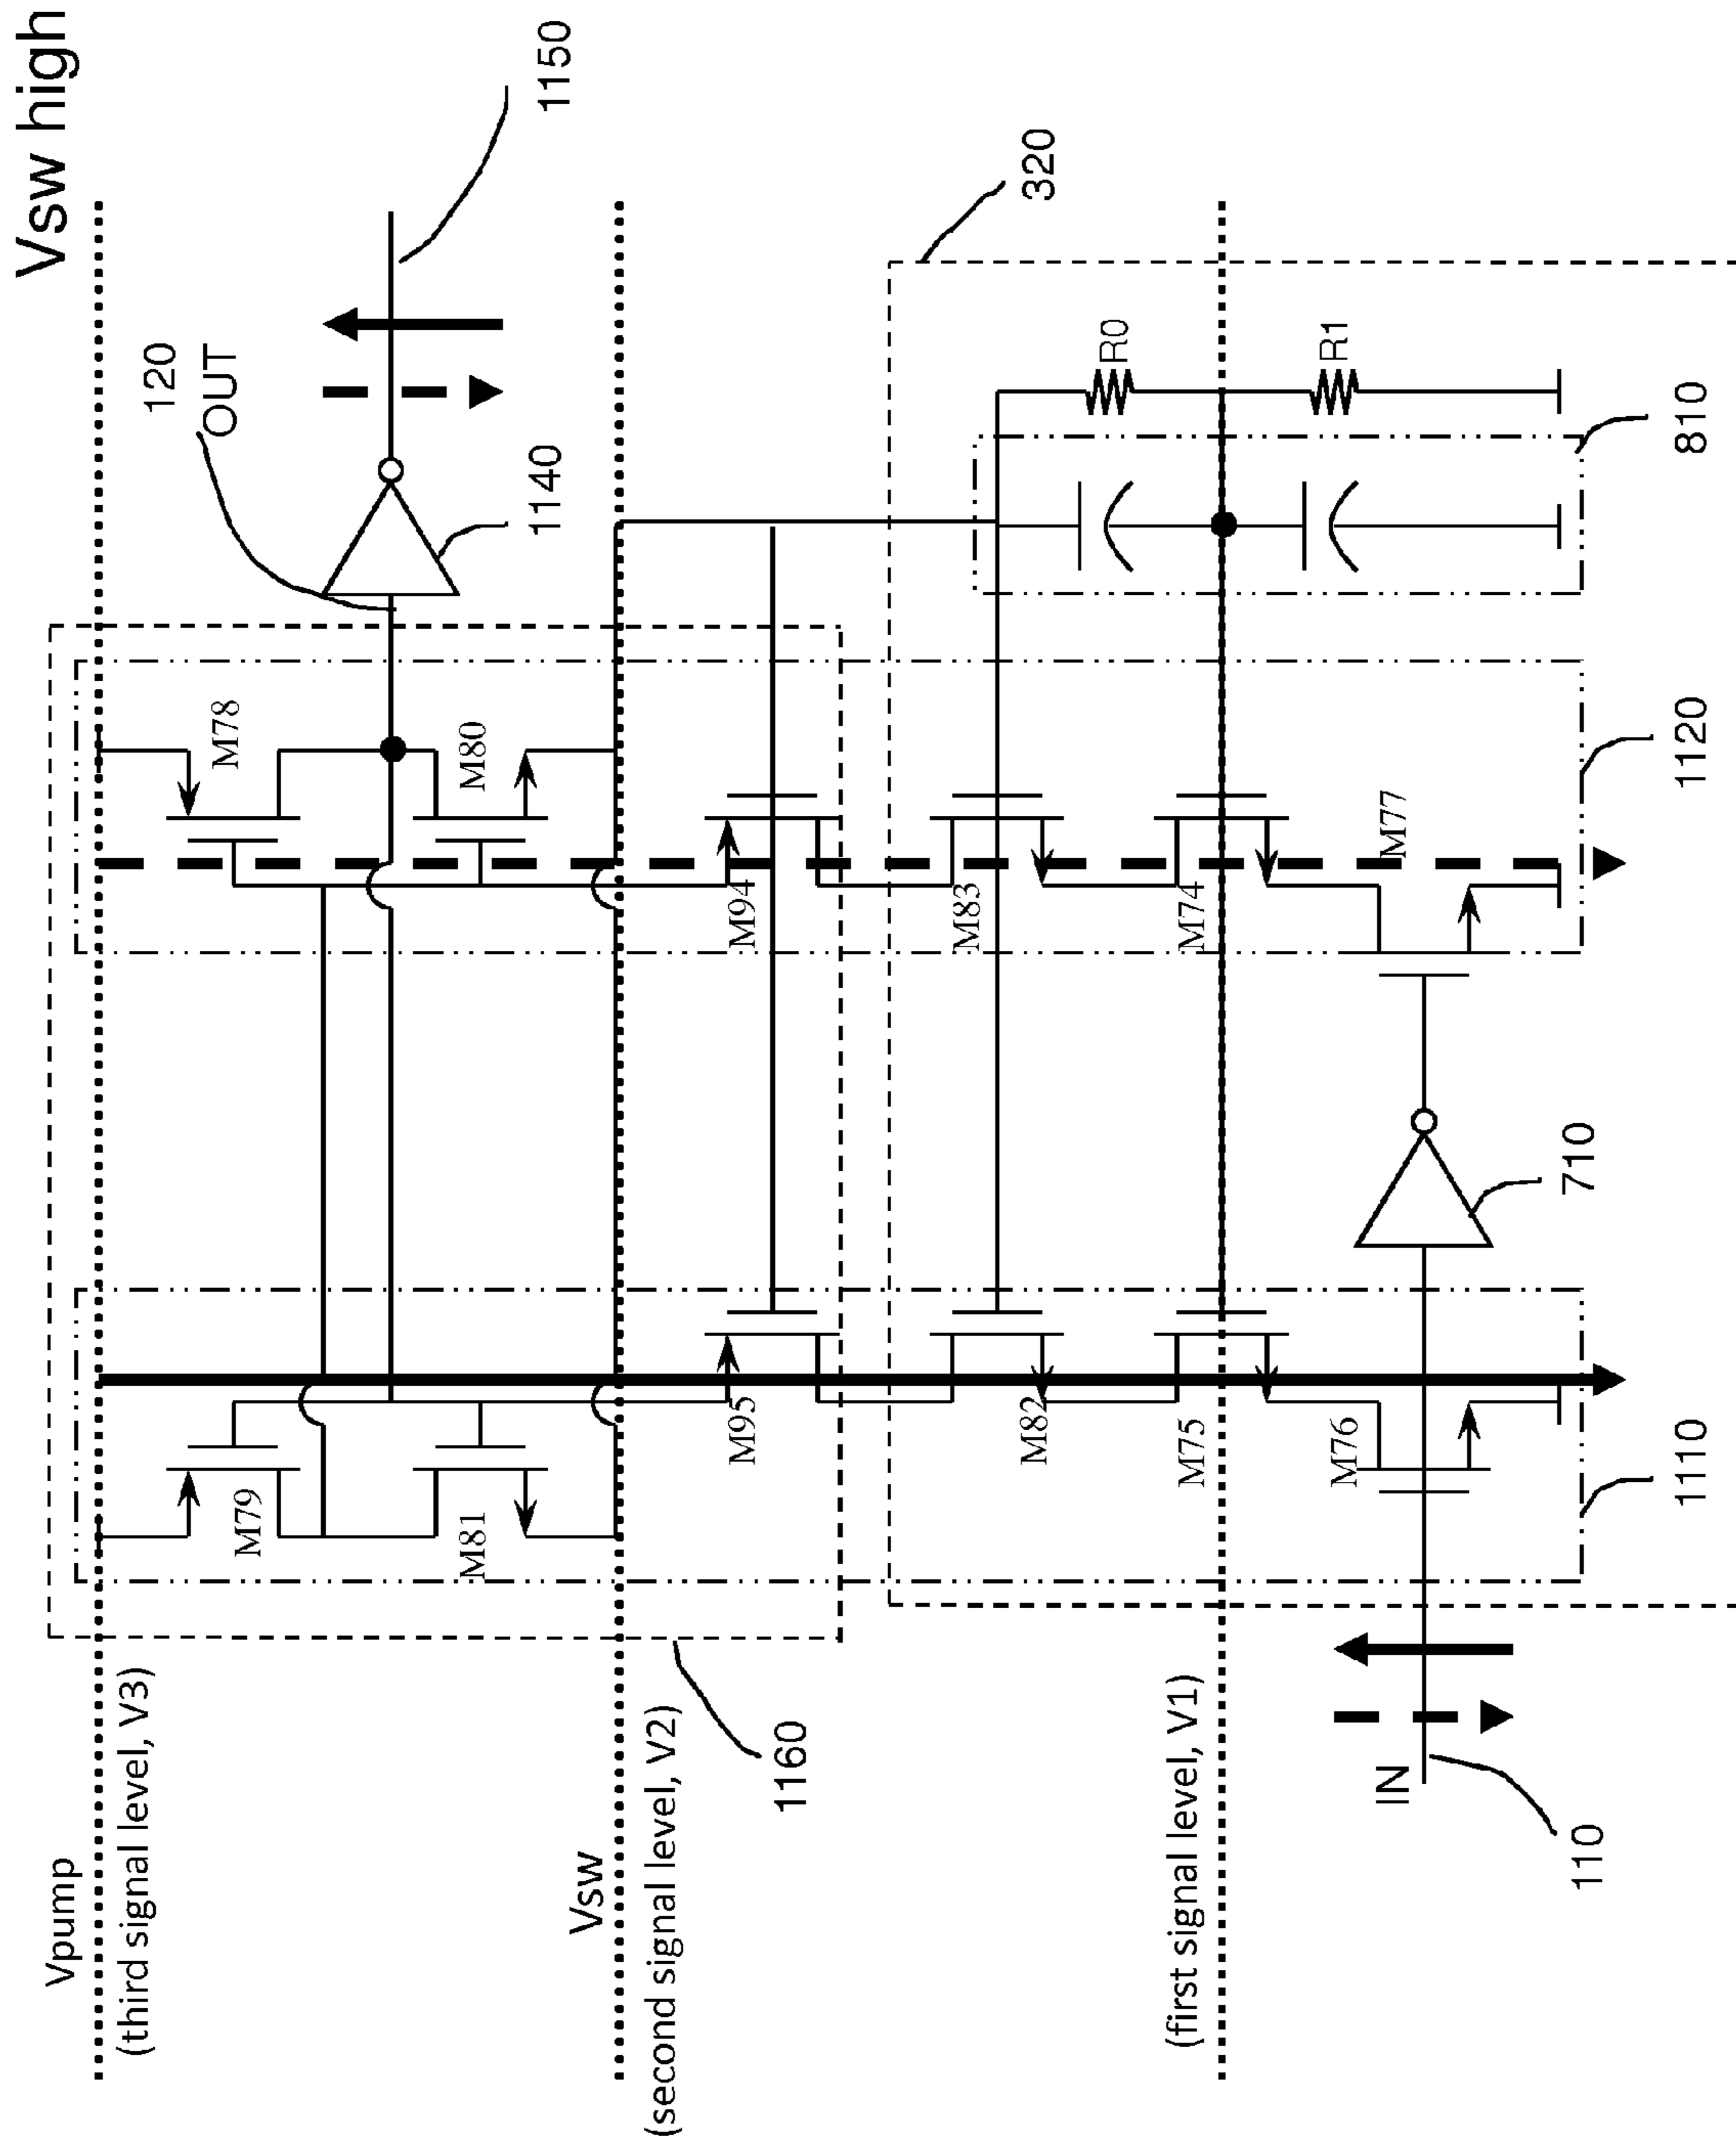 Vsw high
Vpump
(third signal level, V3)
Vsw
(second signal level, V2)
(first signal level, V1)
IN
110
1160
M79
M81
M95
M82
M75
M76
1110
710
M78
M80
M94
M83
M74
M77
1120
120
OUT
1140
1150
320
R0
R1
810